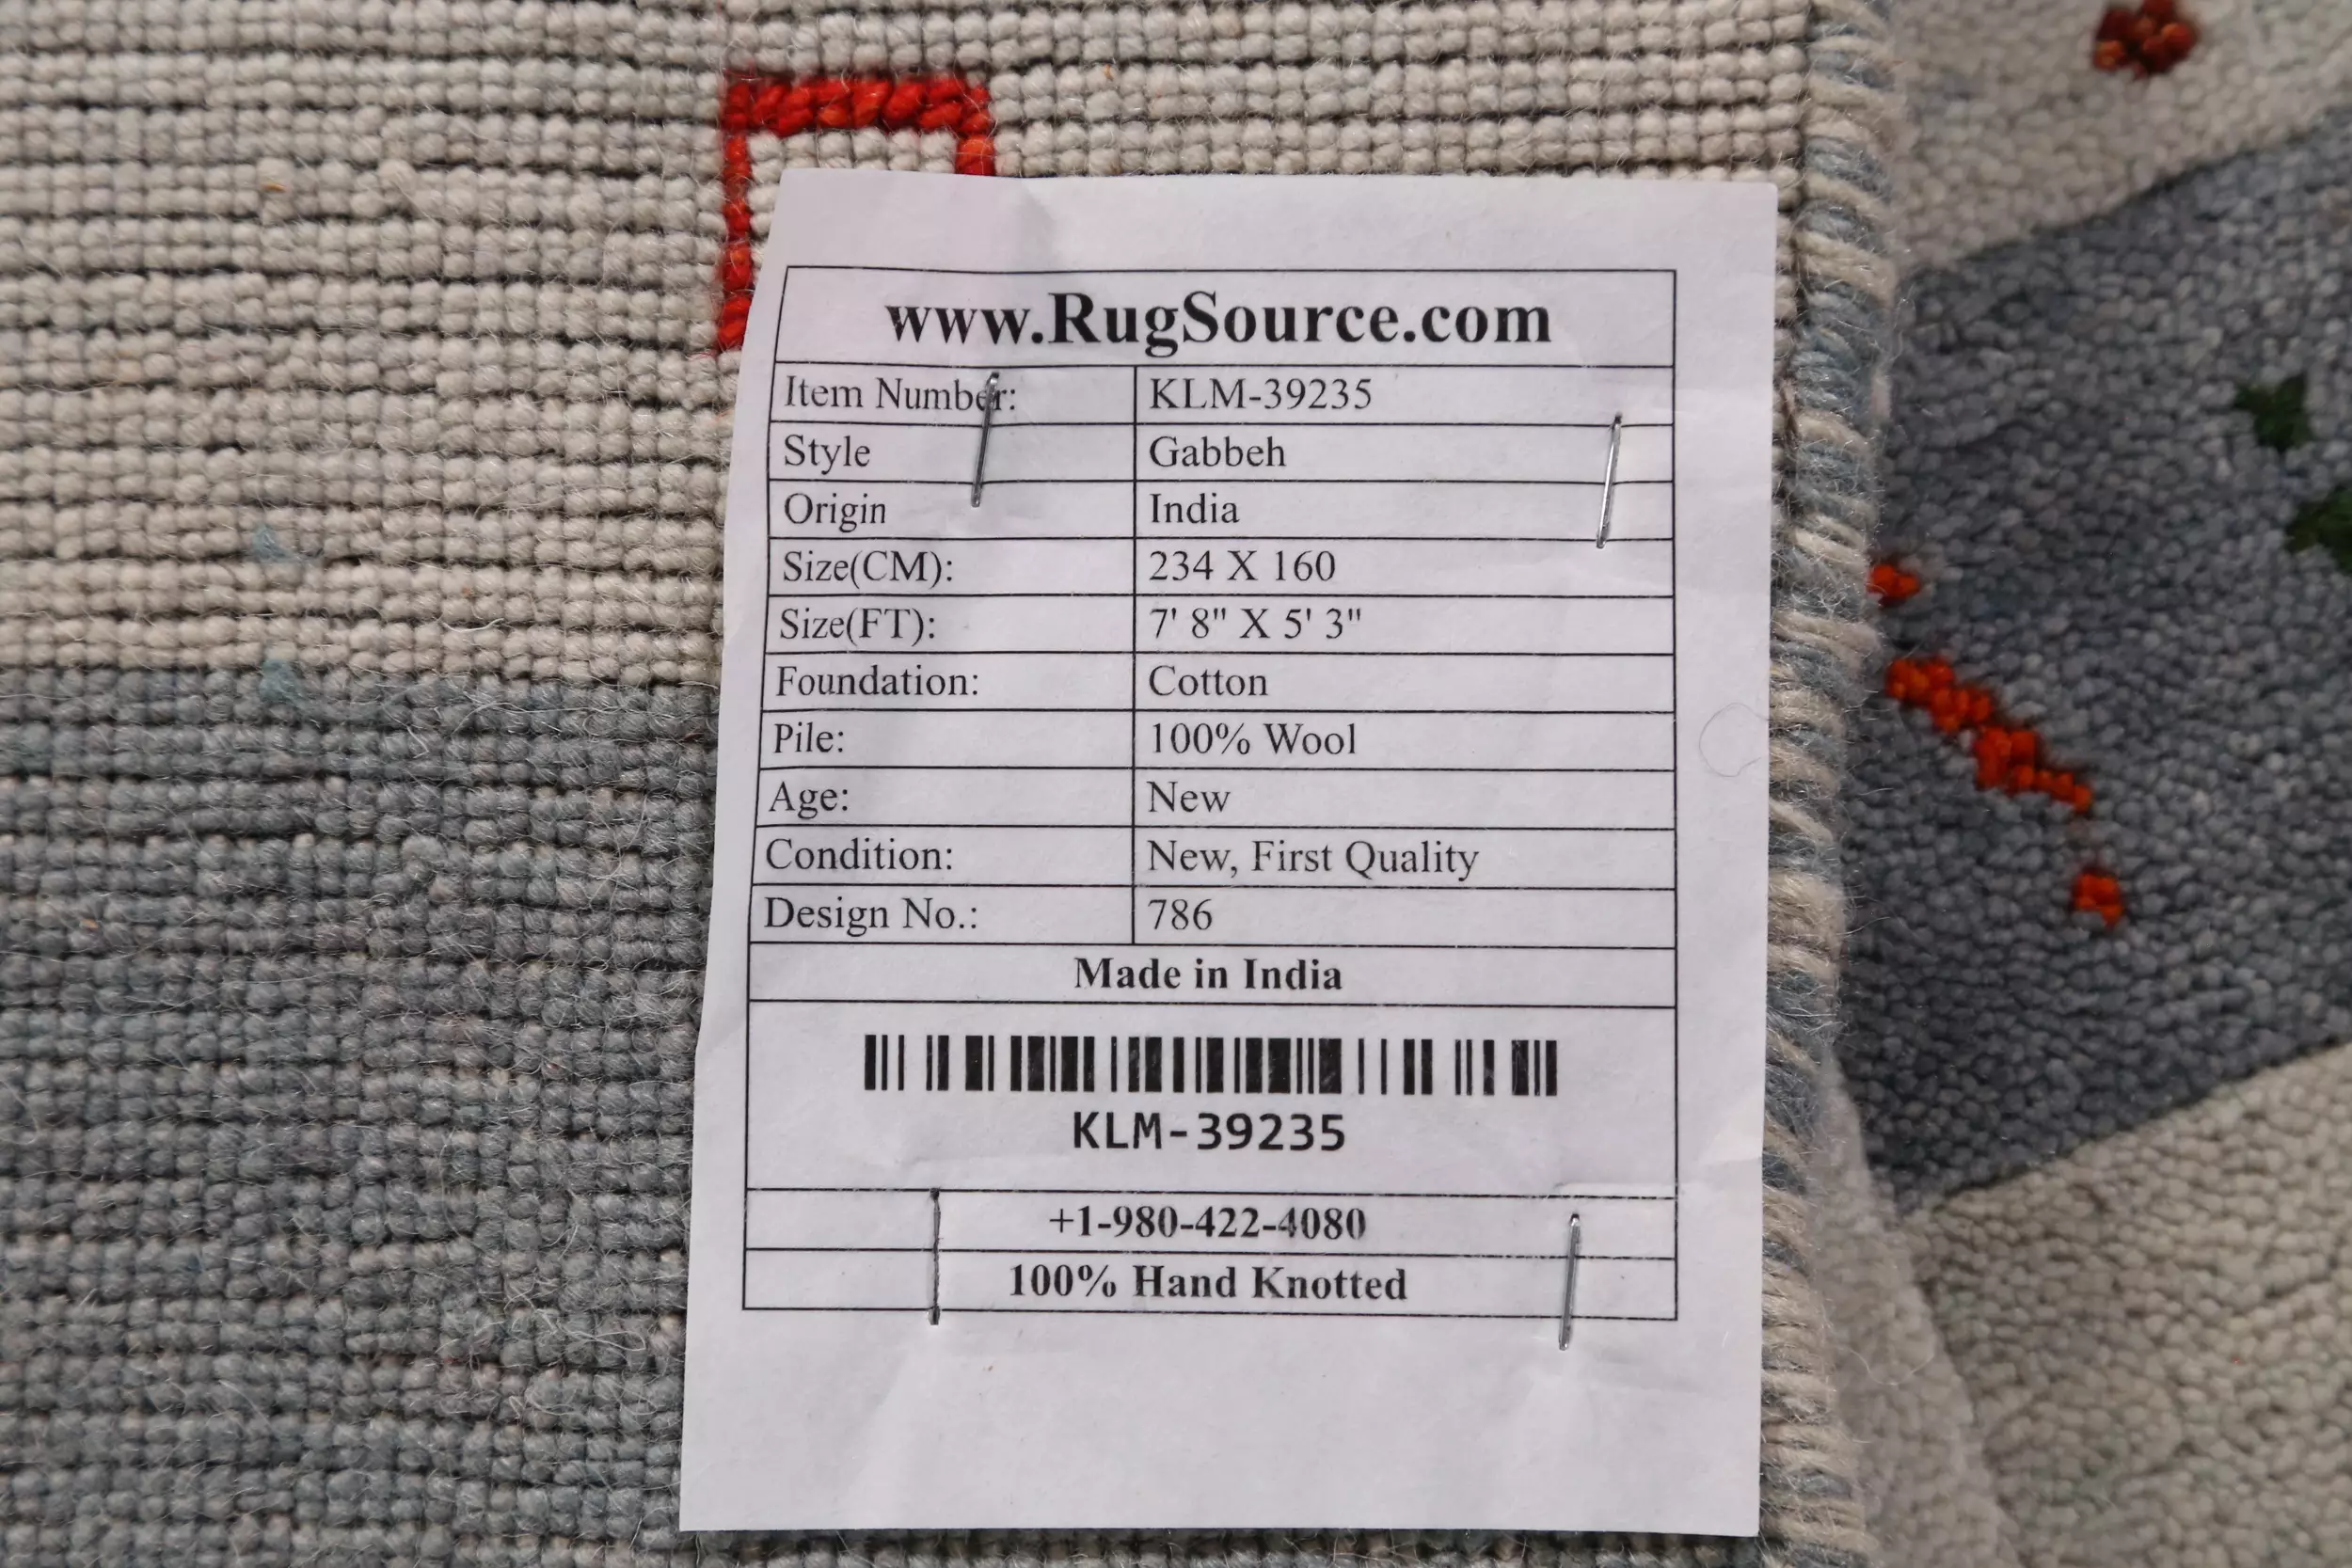 www.RugSource.com
Item Number: KLM-39235
Style Gabbeh
Origin India
Size(CM): 234 X 160
Size(FT): 7' 8" X 5' 3"
Foundation: Cotton
Pile: 100% Wool
Age: New
Condition: New, First Quality
Design No.: 786
Made in India
KLM-39235
+1-980-422-4080
100% Hand Knotted